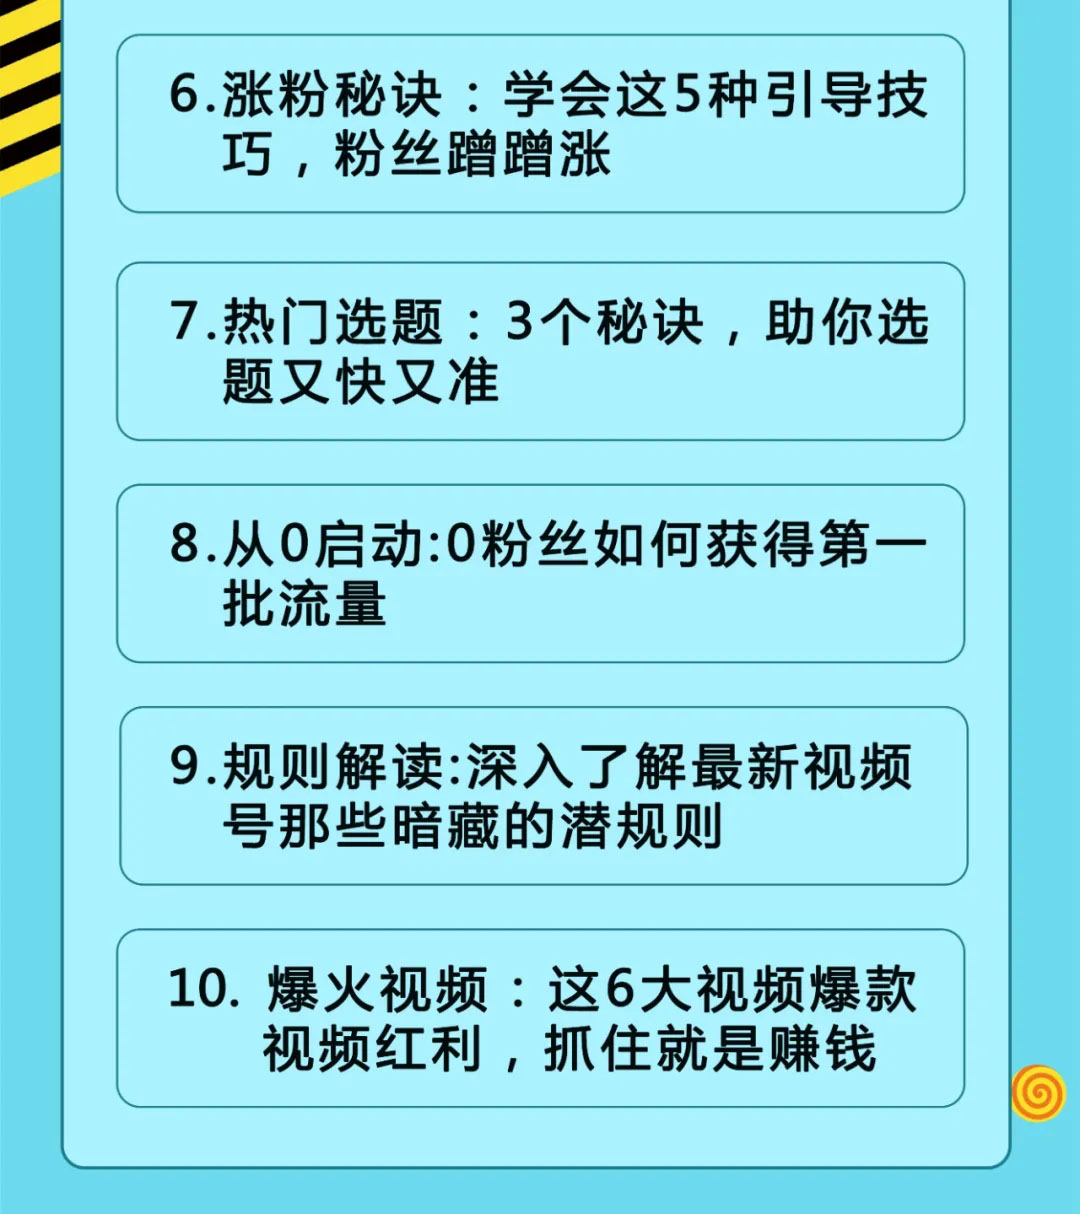 6.涨粉秘诀：学会这5种引导技
巧，粉丝蹭蹭涨
7.热门选题：3个秘诀，助你选
题又快又准
8.从0启动:0粉丝如何获得第一
批流量
9.规则解读:深入了解最新视频
号那些暗藏的潜规则
10. 爆火视频：这6大视频爆款
视频红利，抓住就是赚钱